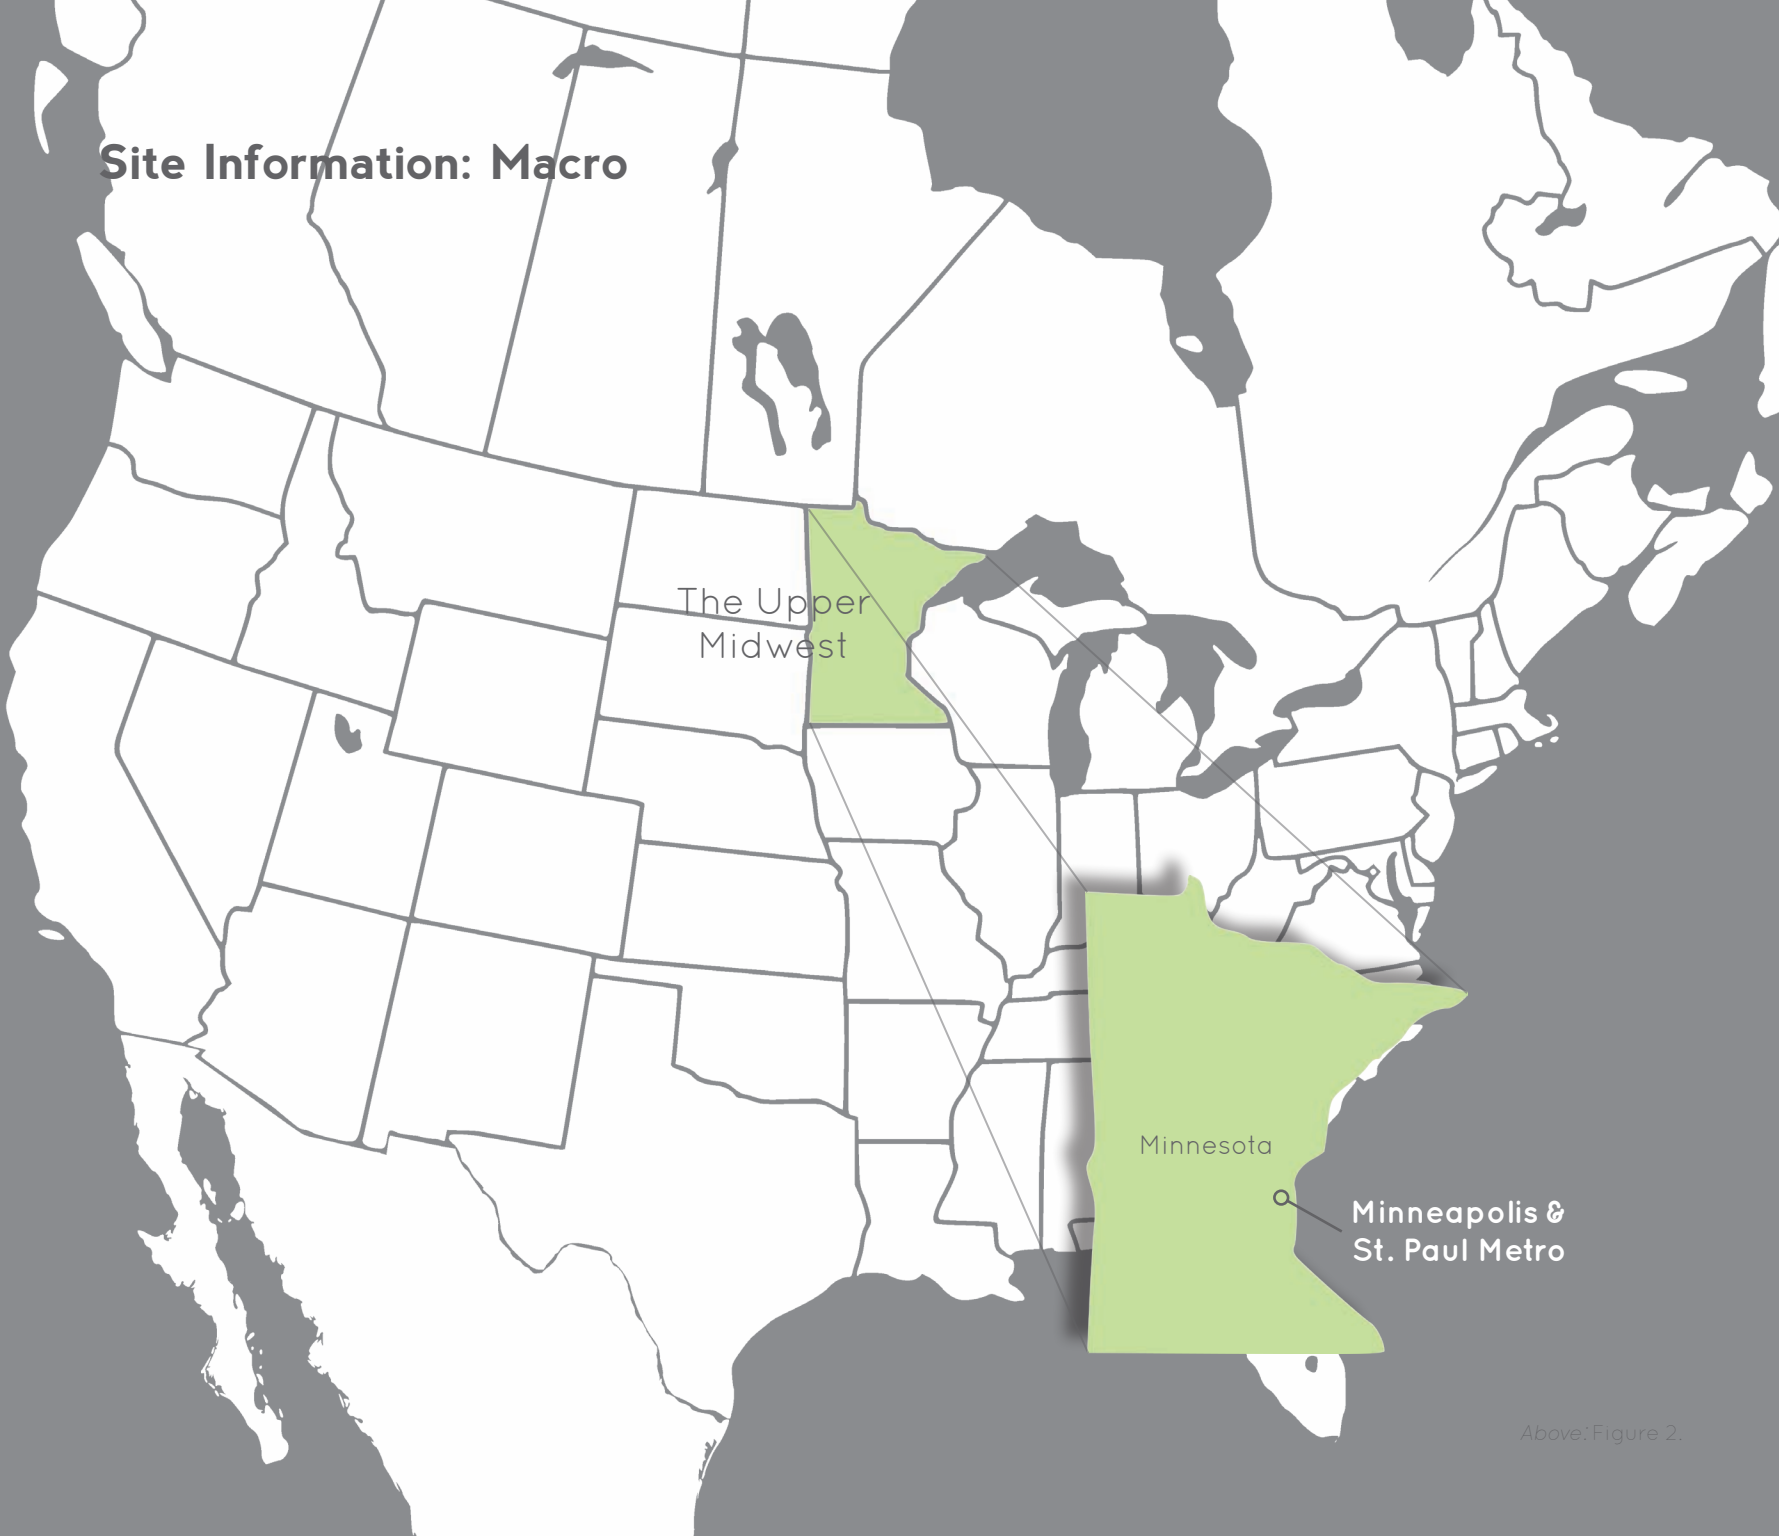 Site Information: Macro
The Upper
Midwest
Minnesota
Minneapolis &
St. Paul Metro
Above: Figure 2.